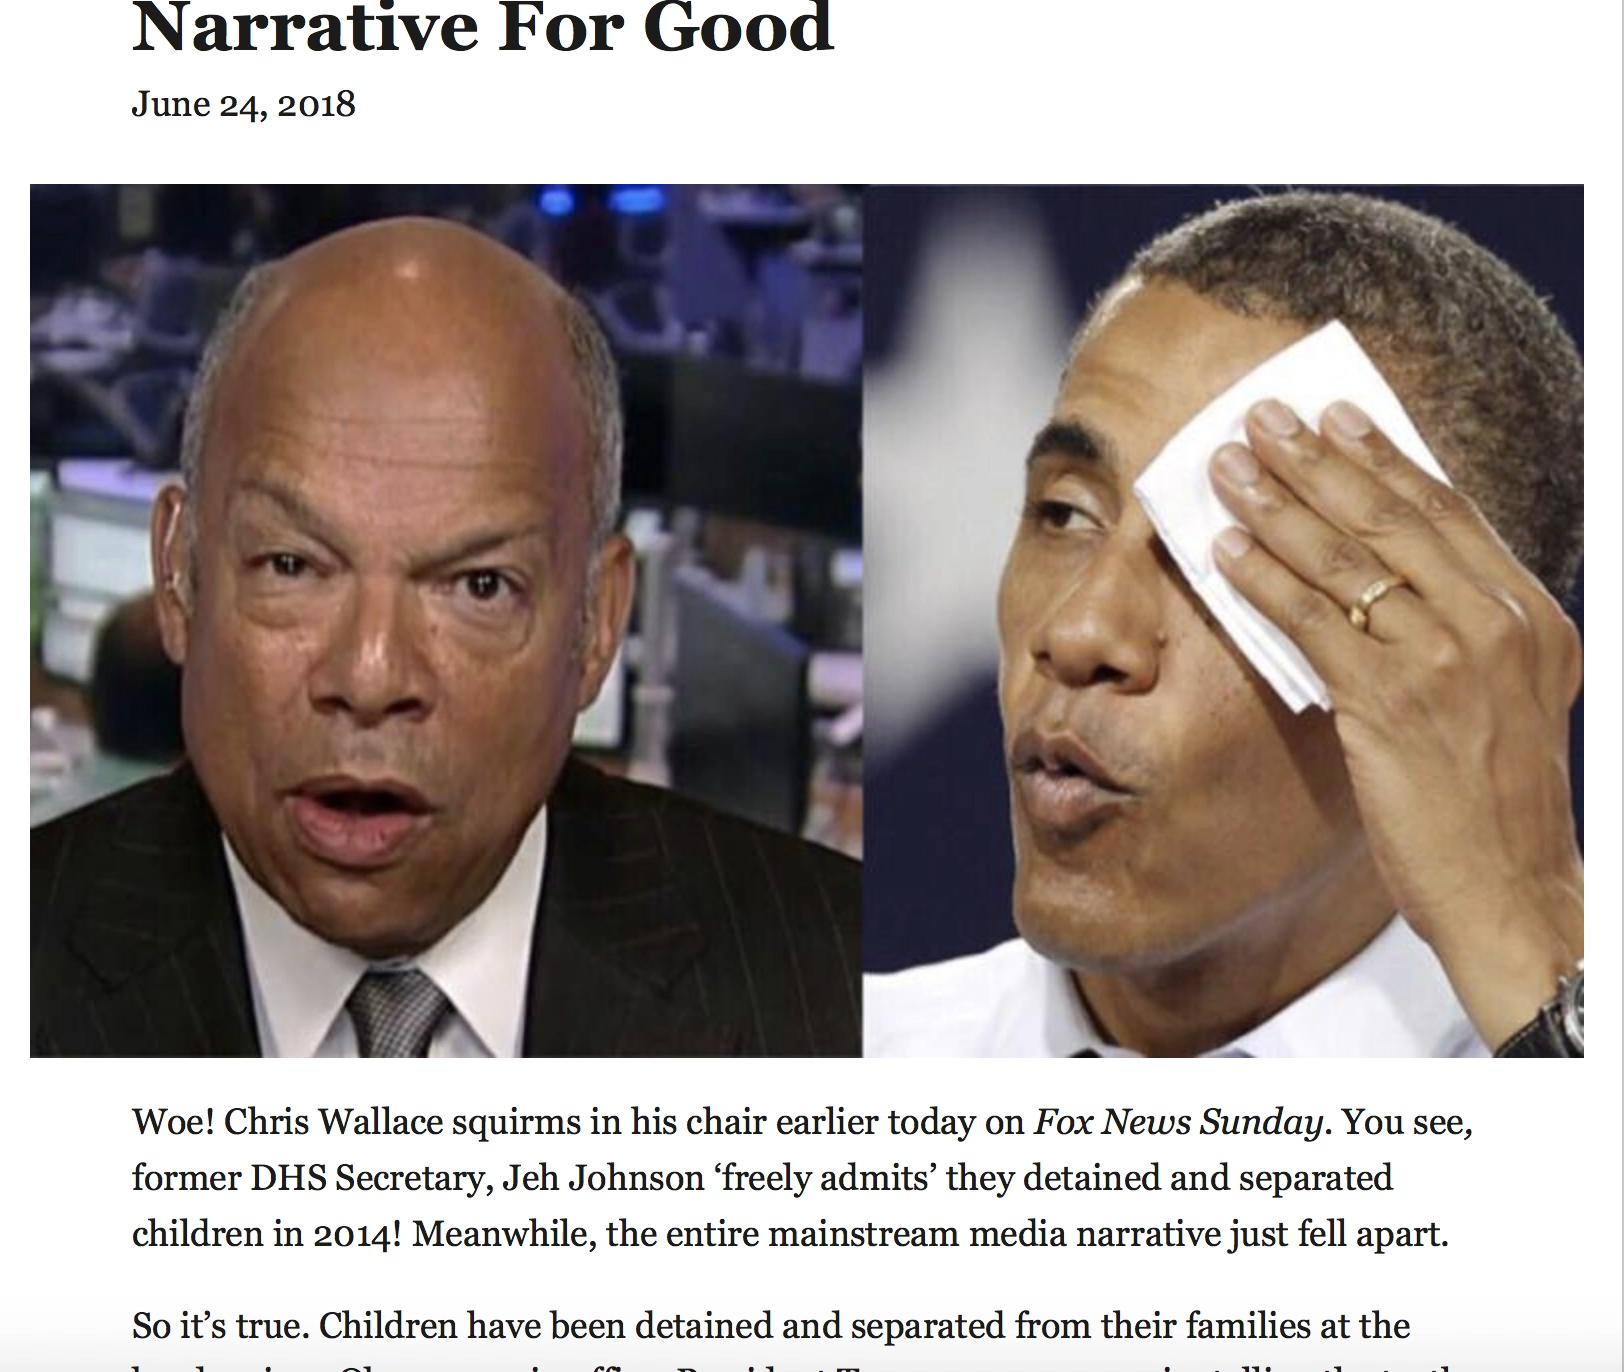 Narrative For Good
June 24, 2018
Woe! Chris Wallace squirms in his chair earlier today on Fox News Sunday. You see,
former DHS Secretary, Jeh Johnson ‘freely admits’ they detained and separated
children in 2014! Meanwhile, the entire mainstream media narrative just fell apart.
So it’s true. Children have been detained and separated from their families at the